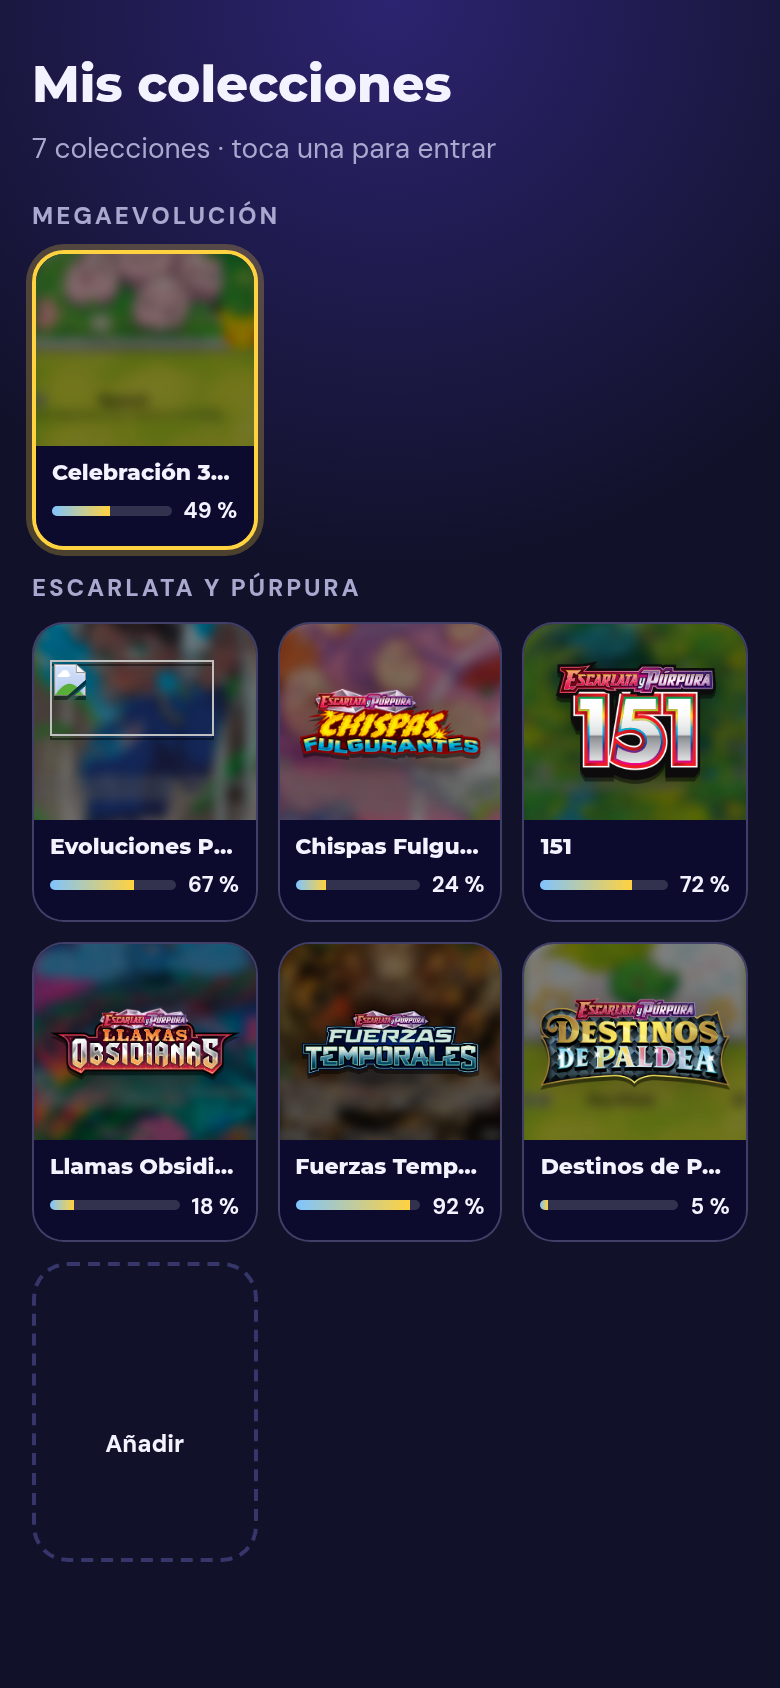 Mis colecciones
7 colecciones · toca una para entrar
MEGAEVOLUCIÓN
Celebración 3...
49 %
ESCARLATA Y PÚRPURA
ESCARLATA Y PÚRPURA
CHISPAS
FULGURANTES
ESCARLATA Y PÚRPURA
151
Evoluciones P...
67 %
Chispas Fulgu...
24 %
151
72 %
ESCARLATA Y PÚRPURA
LLAMAS
OBSIDIANAS
ESCARLATA Y PÚRPURA
FUERZAS
TEMPORALES
ESCARLATA Y PÚRPURA
DESTINOS
DE PALDEA
Llamas Obsidi...
18 %
Fuerzas Temp...
92 %
Destinos de P...
5 %
Añadir